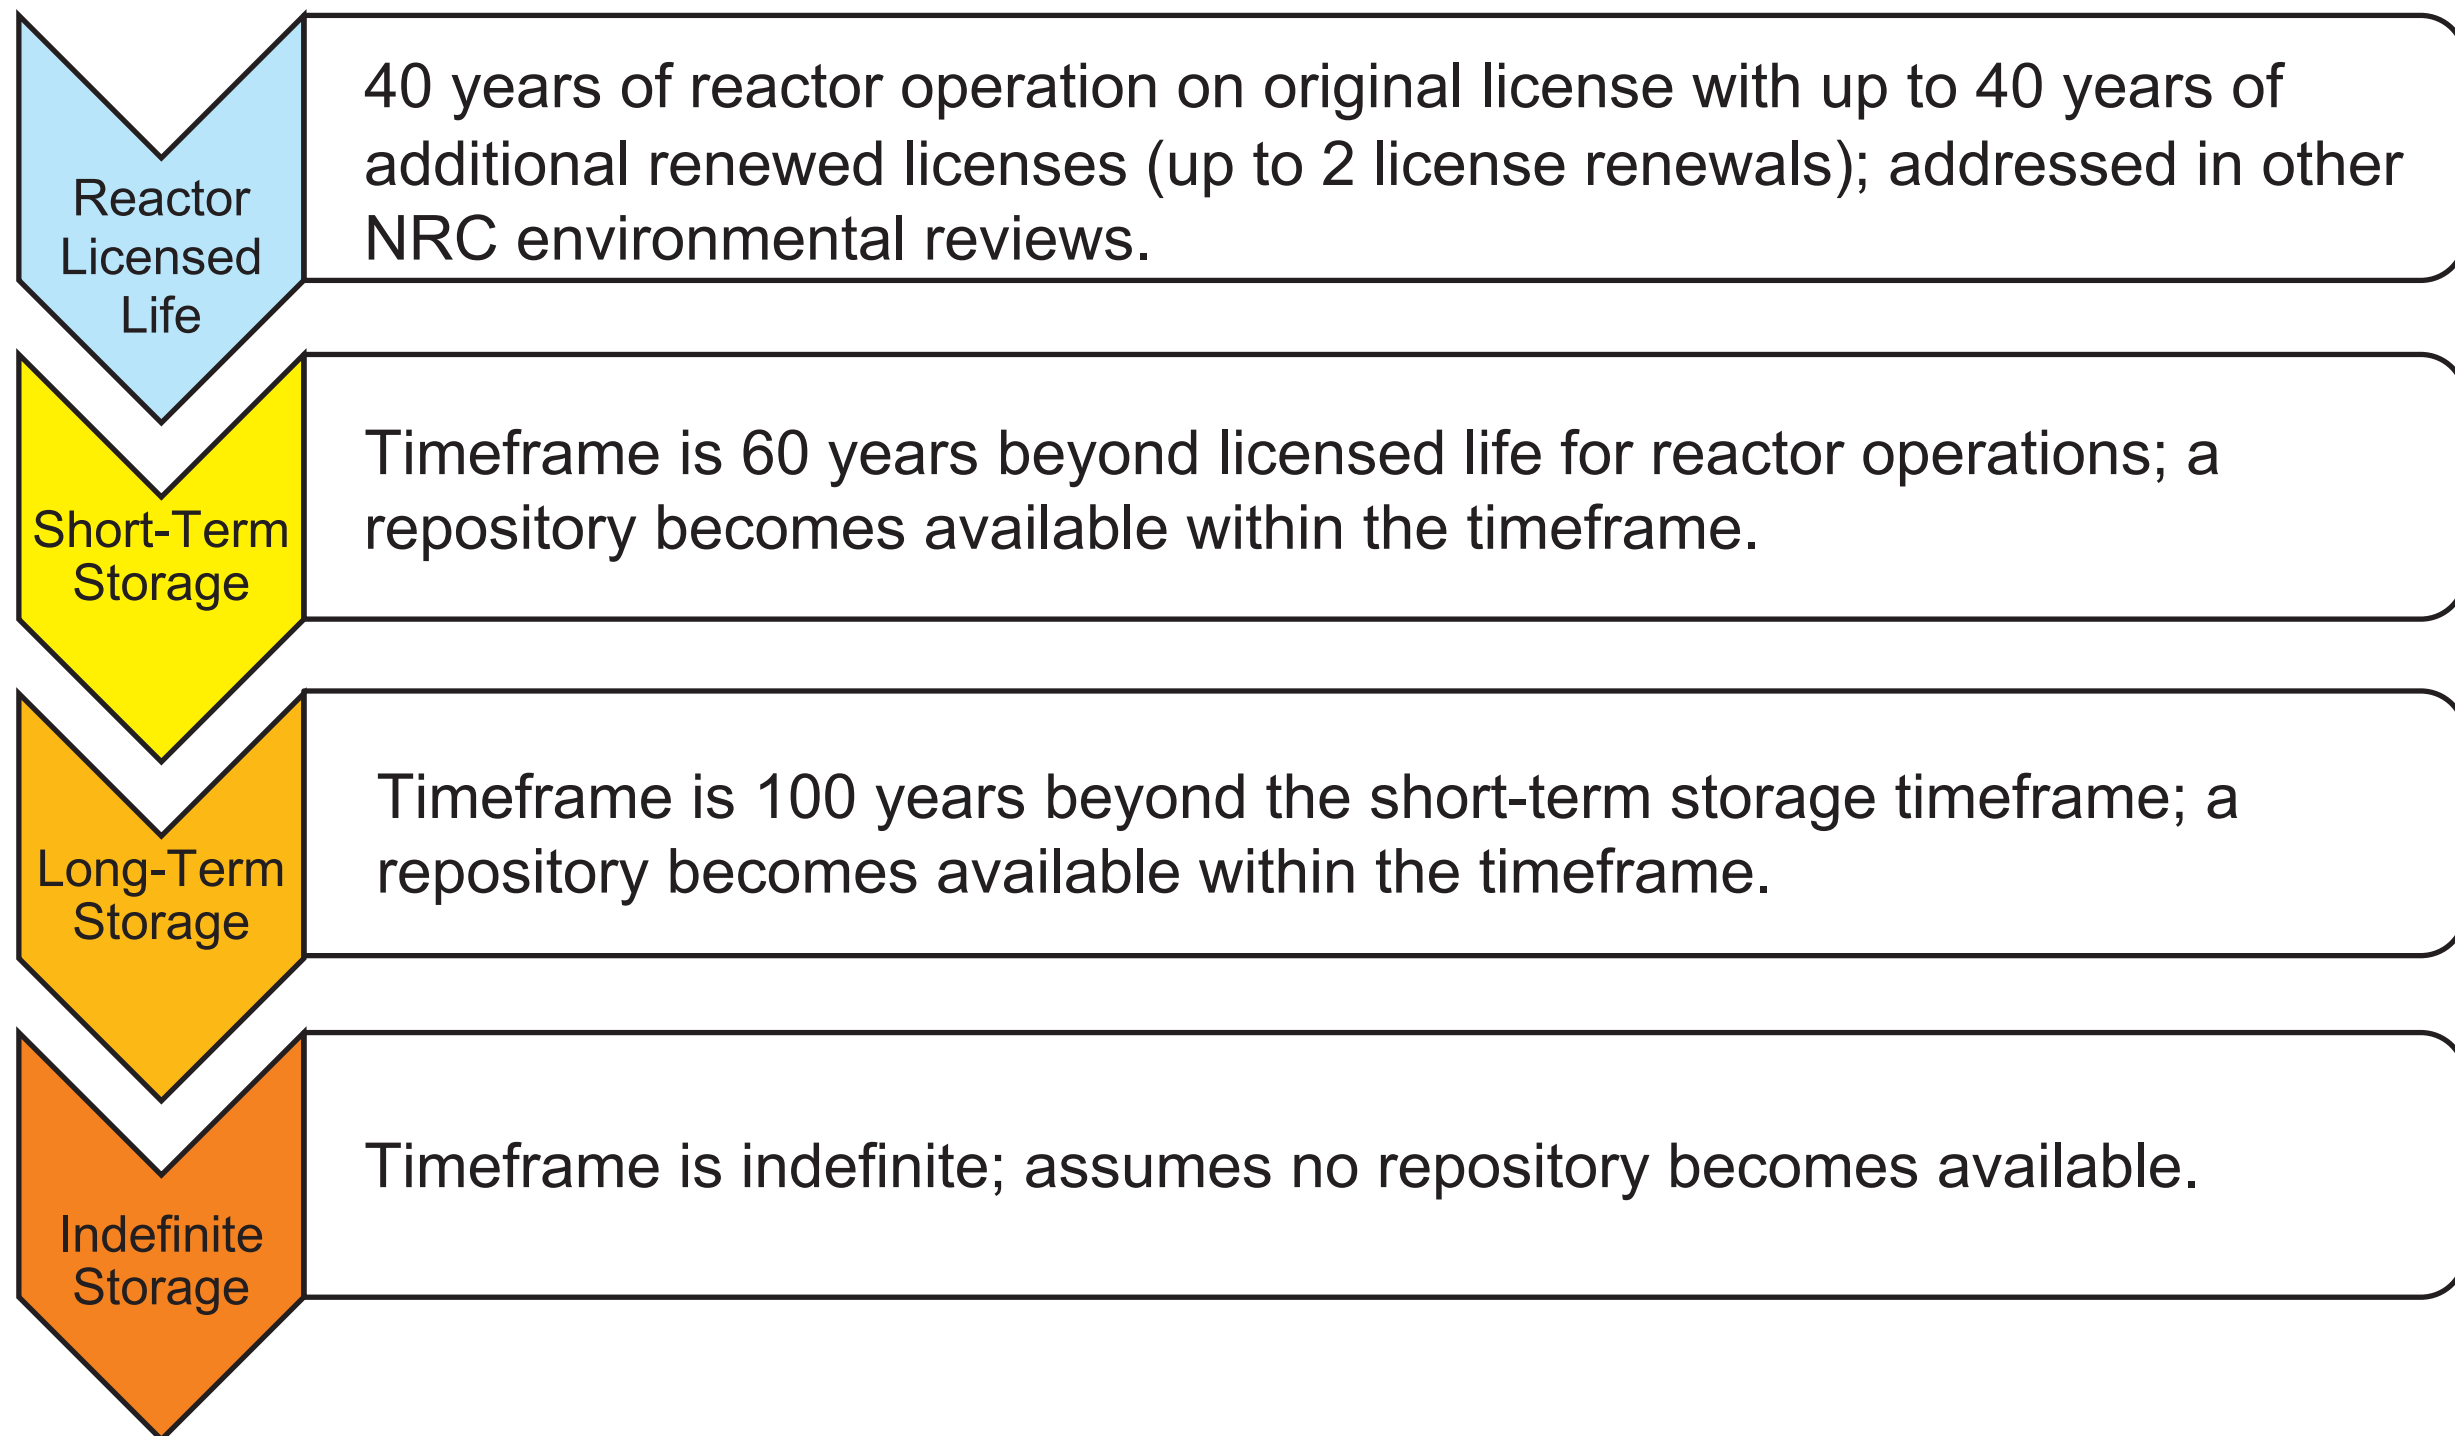 Reactor
Licensed
Life
40 years of reactor operation on original license with up to 40 years of
additional renewed licenses (up to 2 license renewals); addressed in other
NRC environmental reviews.
Short-Term
Storage
Timeframe is 60 years beyond licensed life for reactor operations; a
repository becomes available within the timeframe.
Long-Term
Storage
Timeframe is 100 years beyond the short-term storage timeframe; a
repository becomes available within the timeframe.
Indefinite
Storage
Timeframe is indefinite; assumes no repository becomes available.